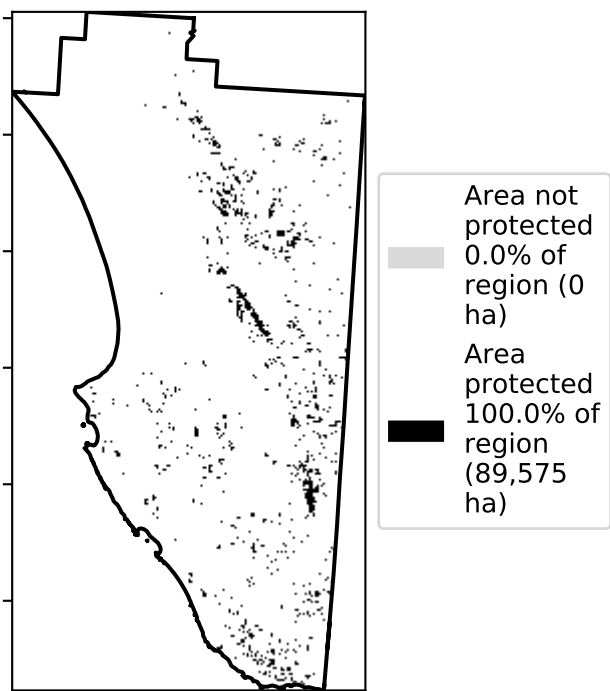 Area not
protected
0.0% of
region (0
ha)
Area
protected
100.0% of
region
(89,575
ha)